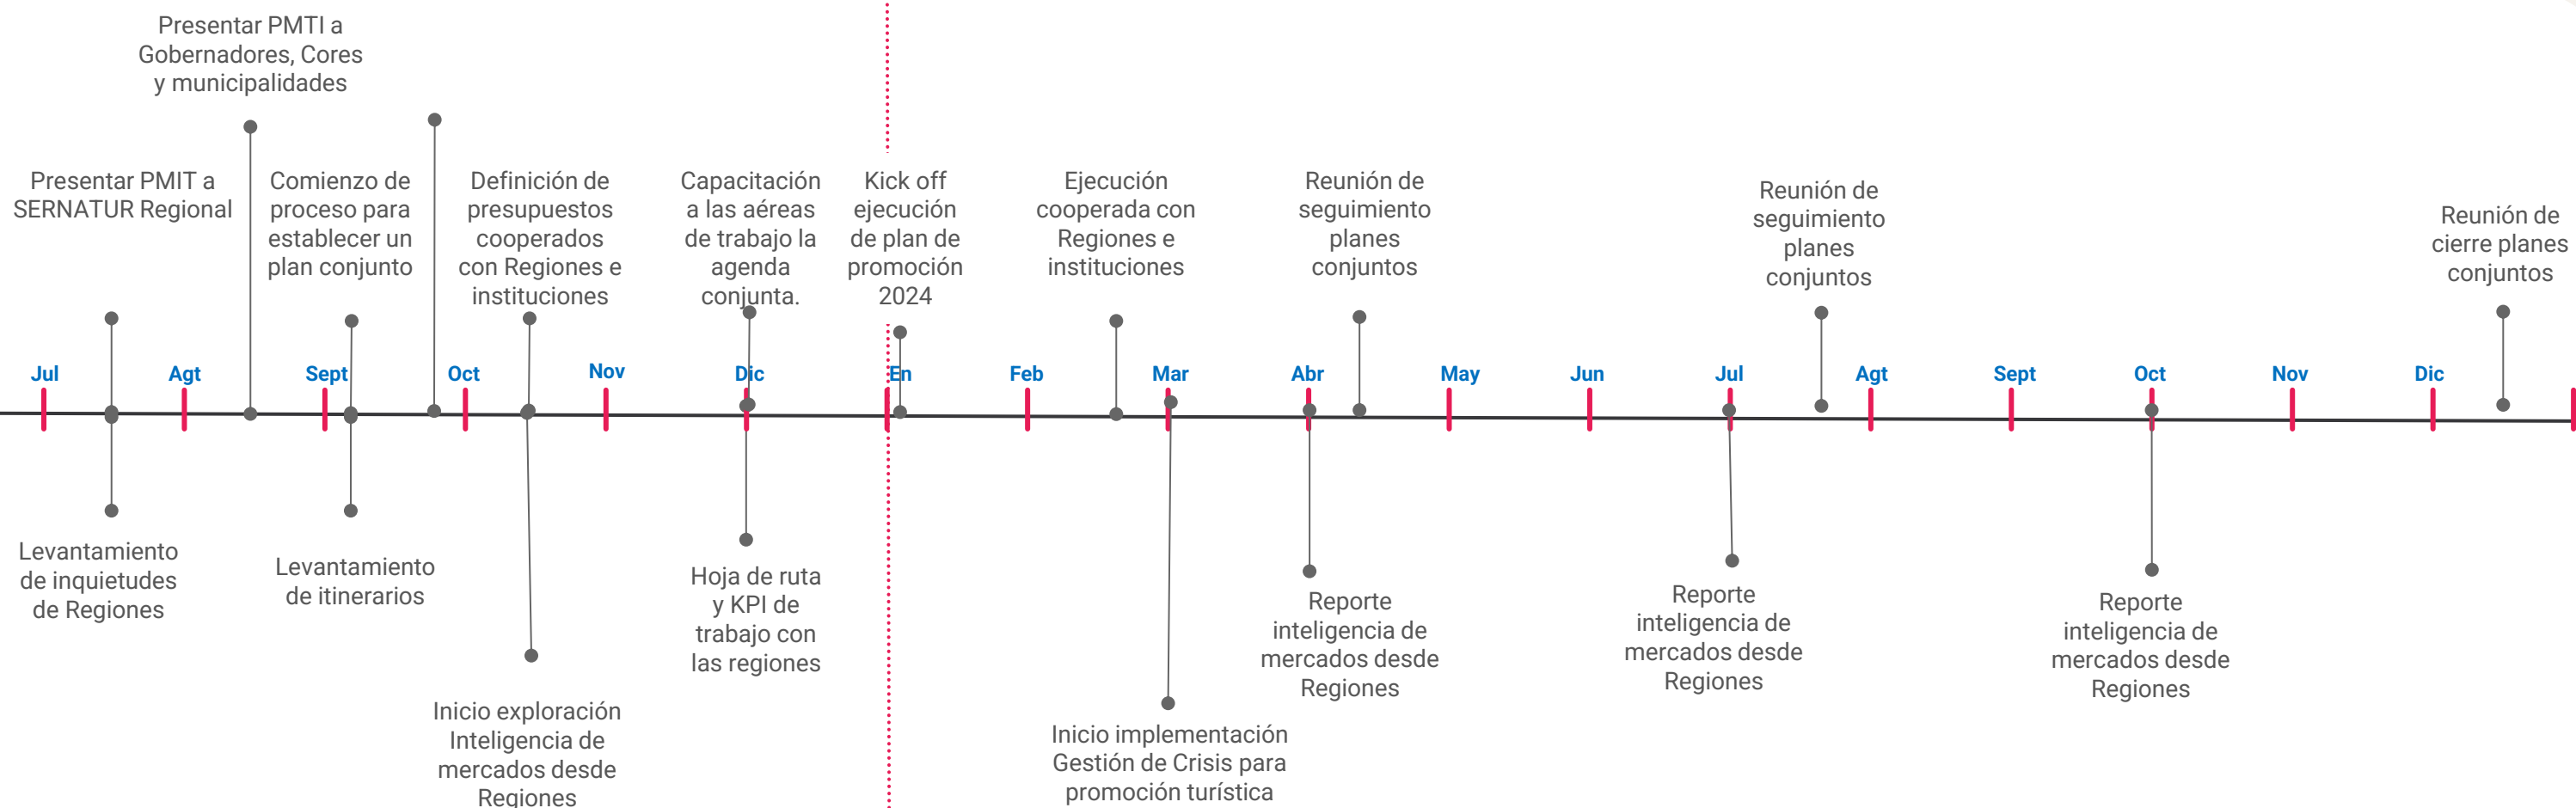 Presentar PMTI a
Gobernadores, Cores
y municipalidades
Presentar PMIT a
SERNATUR Regional
Comienzo de
proceso para
establecer un
plan conjunto
Definición de
presupuestos
cooperados
con Regiones e
instituciones
Capacitación
a las aéreas
de trabajo la
agenda
conjunta.
Kick off
ejecución
de plan de
promoción
2024
Ejecución
cooperada con
Regiones e
instituciones
Reunión de
seguimiento
planes
conjuntos
Reunión de
seguimiento
planes
conjuntos
Reunión de
cierre planes
conjuntos
Jul
Agt
Sept
Oct
Nov
Dic
En
Feb
Mar
Abr
May
Jun
Jul
Agt
Sept
Oct
Nov
Dic
Levantamiento
de inquietudes
de Regiones
Levantamiento
de itinerarios
Inicio exploración
Inteligencia de
mercados desde
Regiones
Hoja de ruta
y KPI de
trabajo con
las regiones
Inicio implementación
Gestión de Crisis para
promoción turística
Reporte
inteligencia de
mercados desde
Regiones
Reporte
inteligencia de
mercados desde
Regiones
Reporte
inteligencia de
mercados desde
Regiones